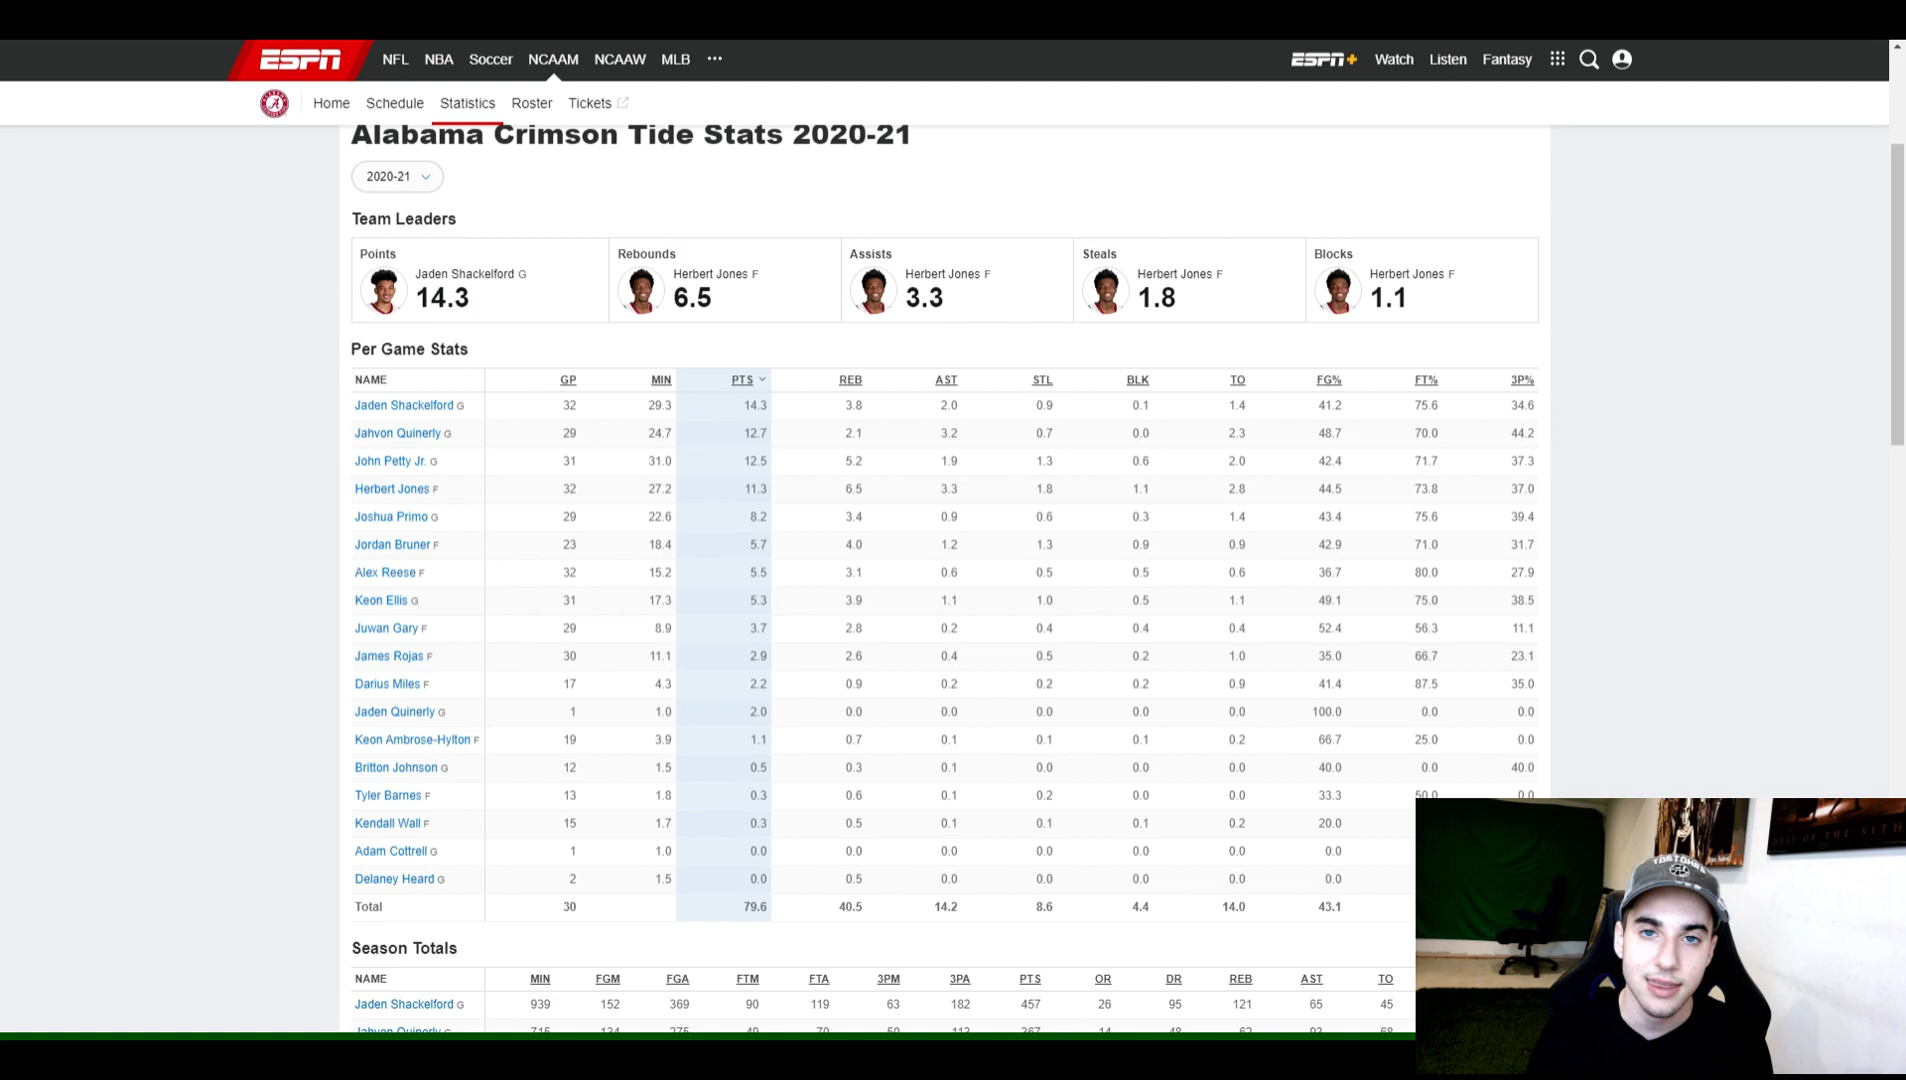 ESPN NFL NBA Soccer NCAAM NCAAW MLB ••• ESPN+ Watch Listen Fantasy
A Home Schedule Statistics Roster Tickets
Alabama Crimson Tide Stats 2020-21
2020-21
Team Leaders
Points Rebounds Assists Steals Blocks
Jaden Shackelford G Herbert Jones F Herbert Jones F Herbert Jones F Herbert Jones F
14.3 6.5 3.3 1.8 1.1
Per Game Stats
NAME GP MIN PTS REB AST STL BLK TO FG% FT% 3P%
Jaden Shackelford G 32 29.3 14.3 3.8 2.0 0.9 0.1 1.4 41.2 75.6 34.6
Jahvon Quinerly G 29 24.7 12.7 2.1 3.2 0.7 0.0 2.3 48.7 70.0 44.2
John Petty Jr. G 31 31.0 12.5 5.2 1.9 1.3 0.6 2.0 42.4 71.7 37.3
Herbert Jones F 32 27.2 11.3 6.5 3.3 1.8 1.1 2.8 44.5 73.8 37.0
Joshua Primo G 29 22.6 8.2 3.4 0.9 0.6 0.3 1.4 43.4 75.6 39.4
Jordan Bruner F 23 18.4 5.7 4.0 1.2 1.3 0.9 0.9 42.9 71.0 31.7
Alex Reese F 32 15.2 5.5 3.1 0.6 0.5 0.5 0.6 36.7 80.0 27.9
Keon Ellis G 31 17.3 5.3 3.9 1.1 1.0 0.5 1.1 49.1 75.0 38.5
Juwan Gary F 29 8.9 3.7 2.8 0.2 0.4 0.4 0.4 52.4 56.3 11.1
James Rojas F 30 11.1 2.9 2.6 0.4 0.5 0.2 1.0 35.0 66.7 23.1
Darius Miles F 17 4.3 2.2 0.9 0.2 0.2 0.2 0.9 41.4 87.5 35.0
Jaden Quinerly G 1 1.0 2.0 0.0 0.0 0.0 0.0 0.0 100.0 0.0 0.0
Keon Ambrose-Hylton F 19 3.9 1.1 0.7 0.1 0.1 0.1 0.2 66.7 25.0 0.0
Britton Johnson G 12 1.5 0.5 0.3 0.1 0.0 0.0 0.0 40.0 0.0 40.0
Tyler Barnes F 13 1.8 0.3 0.6 0.1 0.2 0.0 0.0 33.3 50.0 0.0
Kendall Wall F 15 1.7 0.3 0.5 0.1 0.1 0.1 0.2 20.0
Adam Cottrell G 1 1.0 0.0 0.0 0.0 0.0 0.0 0.0 0.0
Delaney Heard G 2 1.5 0.0 0.5 0.0 0.0 0.0 0.0 0.0
Total 30 79.6 40.5 14.2 8.6 4.4 14.0 43.1
Season Totals
NAME MIN FGM FGA FTM FTA 3PM 3PA PTS OR DR REB AST TO
Jaden Shackelford G 939 152 369 90 119 63 182 457 26 95 121 65 45
Jahvon Quinerly G 715 134 275 49 70 50 113 367 14 48 62 93 68
OF THE SITH